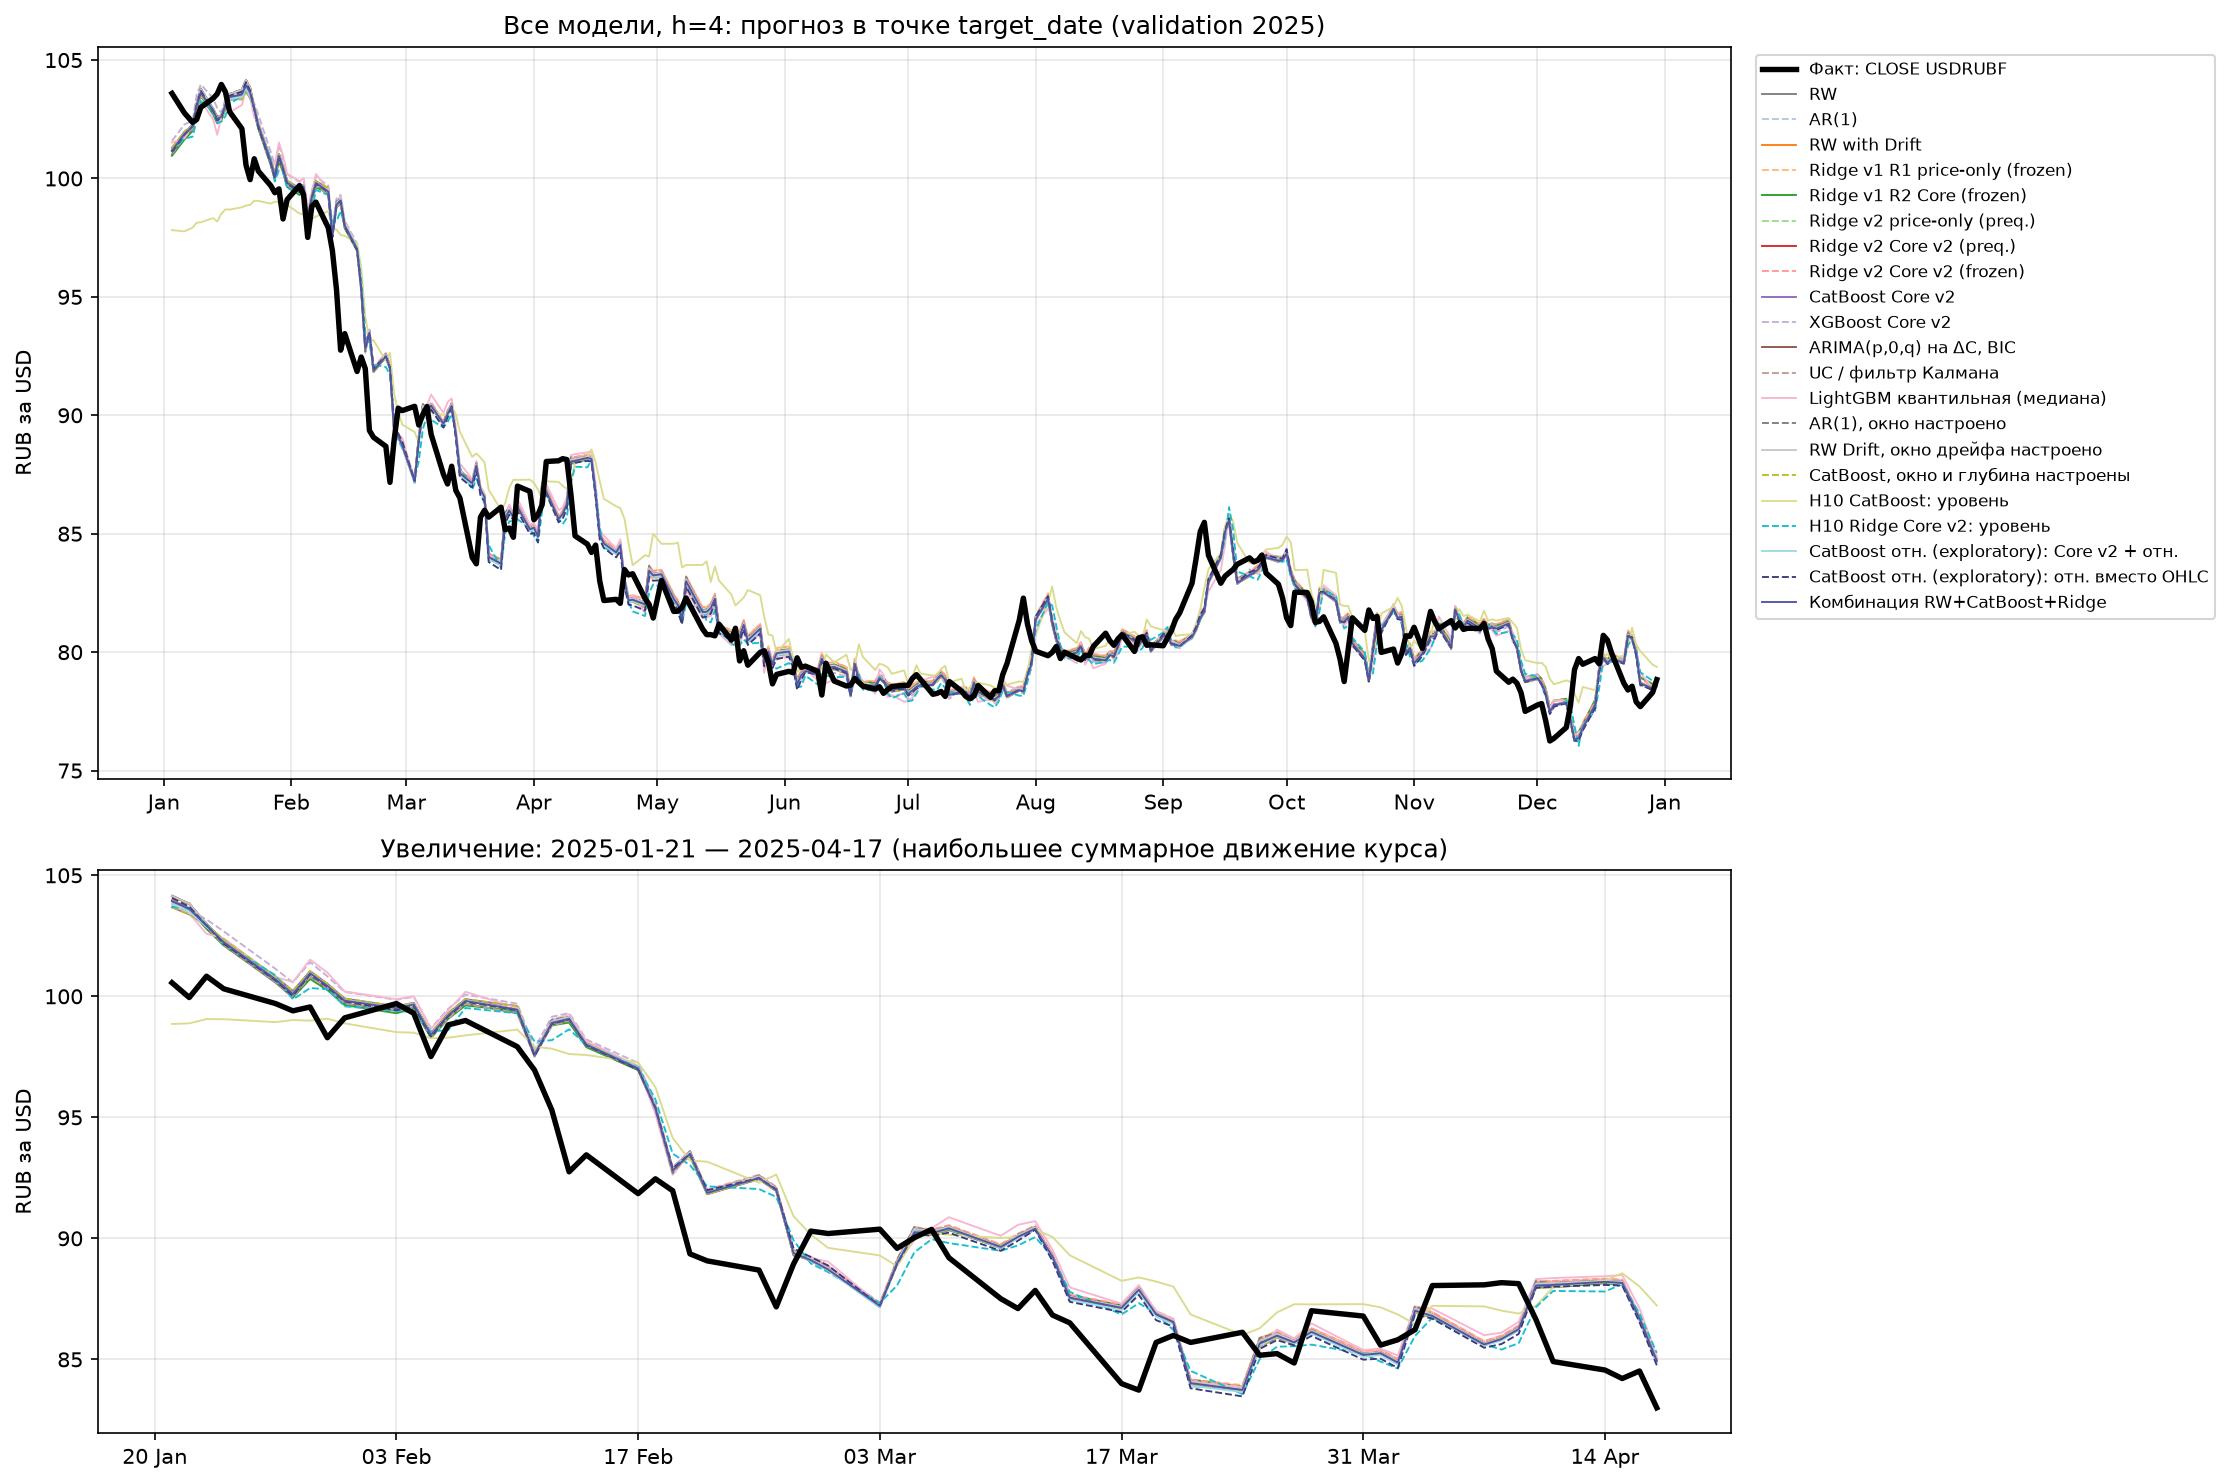 Все модели, h=4: прогноз в точке target_date (validation 2025)
RUB за USD
105
100
95
90
85
80
75
Jan
Feb
Mar
Apr
May
Jun
Jul
Aug
Sep
Oct
Nov
Dec
Jan
Факт: CLOSE USDRUBF
RW
AR(1)
RW with Drift
Ridge v1 R1 price-only (frozen)
Ridge v1 R2 Core (frozen)
Ridge v2 price-only (preq.)
Ridge v2 Core v2 (preq.)
Ridge v2 Core v2 (frozen)
CatBoost Core v2
XGBoost Core v2
ARIMA(p,0,q) на ΔC, BIC
UC / фильтр Калмана
LightGBM квантильная (медиана)
AR(1), окно настроено
RW Drift, окно дрейфа настроено
CatBoost, окно и глубина настроены
H10 CatBoost: уровень
H10 Ridge Core v2: уровень
CatBoost отн. (exploratory): Core v2 + отн.
CatBoost отн. (exploratory): отн. вместо OHLC
Комбинация RW+CatBoost+Ridge
Увеличение: 2025-01-21 — 2025-04-17 (наибольшее суммарное движение курса)
RUB за USD
105
100
95
90
85
20 Jan
03 Feb
17 Feb
03 Mar
17 Mar
31 Mar
14 Apr